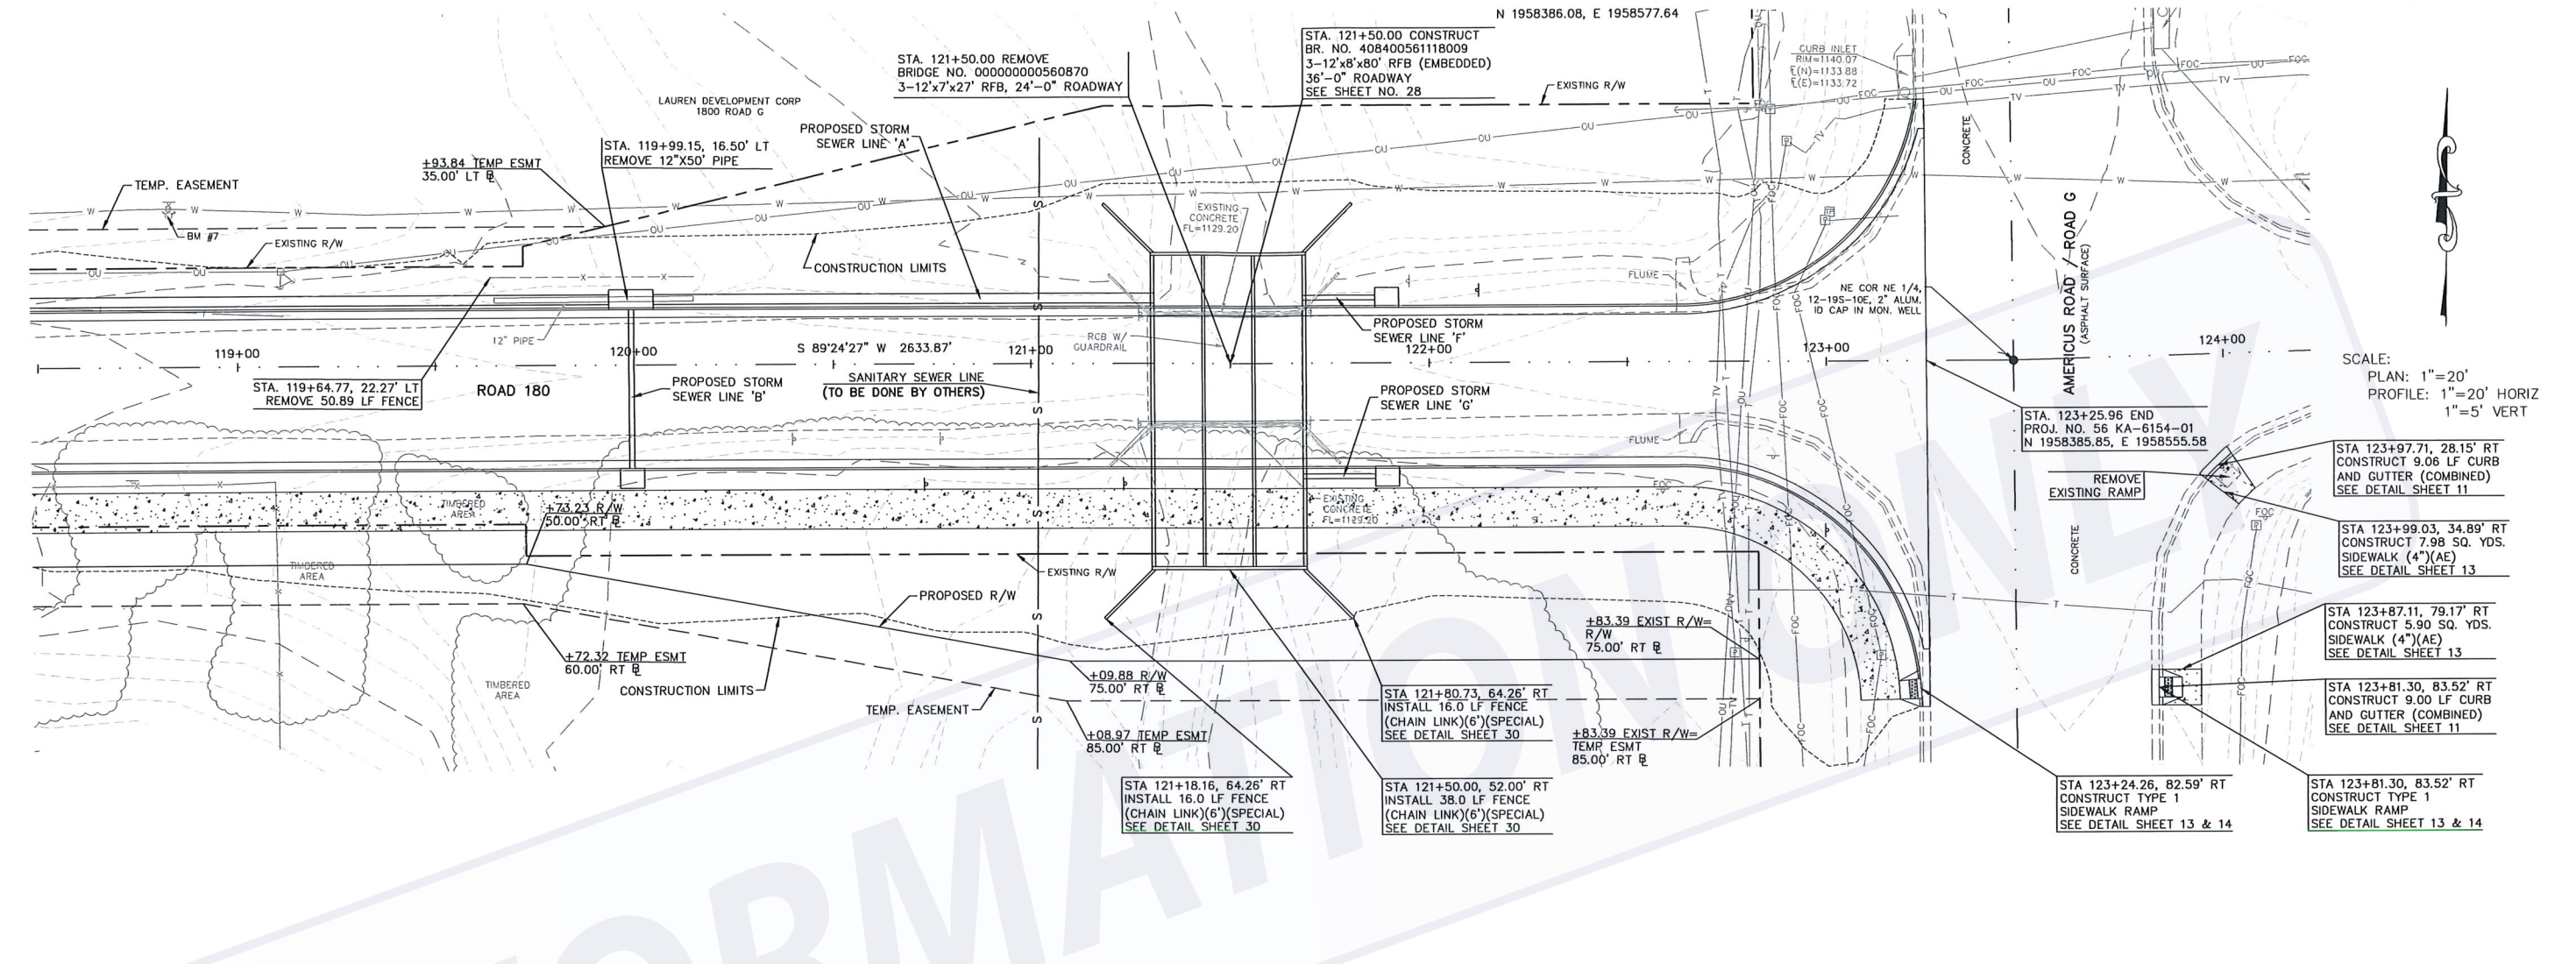 N 1958386.08, E 1958577.64
STA. 121+50.00 REMOVE
BRIDGE NO. 000000000560870
3-12'x7'x27' RFB, 24'-0" ROADWAY
STA. 121+50.00 CONSTRUCT
BR. NO. 408400561118009
3-12'x8'x80' RFB (EMBEDDED)
36'-0" ROADWAY
SEE SHEET NO. 28
EXISTING R/W
CURB INLET
RIM=1140.07
FL(N)=1133.88
FL(E)=1133.72
LAUREN DEVELOPMENT CORP
1800 ROAD G
PROPOSED STORM
SEWER LINE 'A'
STA. 119+99.15, 16.50' LT
REMOVE 12"X50' PIPE
+93.84 TEMP ESMT
35.00' LT BL
TEMP. EASEMENT
BM #7
EXISTING R/W
CONSTRUCTION LIMITS
EXISTING
CONCRETE
FL=1129.20
CONCRETE
AMERICUS ROAD / ROAD G
(ASPHALT SURFACE)
FLUME
NE COR NE 1/4,
12-19S-10E, 2" ALUM.
ID CAP IN MON. WELL
12" PIPE
RCB W/
GUARDRAIL
PROPOSED STORM
SEWER LINE 'F'
119+00
120+00
S 89°24'27" W 2633.87'
121+00
122+00
123+00
124+00
SCALE:
PLAN: 1"=20'
PROFILE: 1"=20' HORIZ
1"=5' VERT
STA. 119+64.77, 22.27' LT
REMOVE 50.89 LF FENCE
ROAD 180
PROPOSED STORM
SEWER LINE 'B'
SANITARY SEWER LINE
(TO BE DONE BY OTHERS)
PROPOSED STORM
SEWER LINE 'G'
STA. 123+25.96 END
PROJ. NO. 56 KA-6154-01
N 1958385.85, E 1958555.58
FLUME
REMOVE
EXISTING RAMP
STA 123+97.71, 28.15' RT
CONSTRUCT 9.06 LF CURB
AND GUTTER (COMBINED)
SEE DETAIL SHEET 11
TIMBERED
AREA
+73.23 R/W
50.00' RT BL
EXISTING
CONCRETE
FL=1129.20
STA 123+99.03, 34.89' RT
CONSTRUCT 7.98 SQ. YDS.
SIDEWALK (4")(AE)
SEE DETAIL SHEET 13
CONCRETE
TIMBERED
AREA
EXISTING R/W
PROPOSED R/W
STA 123+87.11, 79.17' RT
CONSTRUCT 5.90 SQ. YDS.
SIDEWALK (4")(AE)
SEE DETAIL SHEET 13
+83.39 EXIST R/W=
R/W
75.00' RT BL
+72.32 TEMP ESMT
60.00' RT BL
TIMBERED
AREA
CONSTRUCTION LIMITS
+09.88 R/W
75.00' RT BL
TEMP. EASEMENT
STA 121+80.73, 64.26' RT
INSTALL 16.0 LF FENCE
(CHAIN LINK)(6')(SPECIAL)
SEE DETAIL SHEET 30
STA 123+81.30, 83.52' RT
CONSTRUCT 9.00 LF CURB
AND GUTTER (COMBINED)
SEE DETAIL SHEET 11
+08.97 TEMP ESMT
85.00' RT BL
+83.39 EXIST R/W=
TEMP ESMT
85.00' RT BL
STA 121+18.16, 64.26' RT
INSTALL 16.0 LF FENCE
(CHAIN LINK)(6')(SPECIAL)
SEE DETAIL SHEET 30
STA 121+50.00, 52.00' RT
INSTALL 38.0 LF FENCE
(CHAIN LINK)(6')(SPECIAL)
SEE DETAIL SHEET 30
STA 123+24.26, 82.59' RT
CONSTRUCT TYPE 1
SIDEWALK RAMP
SEE DETAIL SHEET 13 & 14
STA 123+81.30, 83.52' RT
CONSTRUCT TYPE 1
SIDEWALK RAMP
SEE DETAIL SHEET 13 & 14
ORMATION ONLY